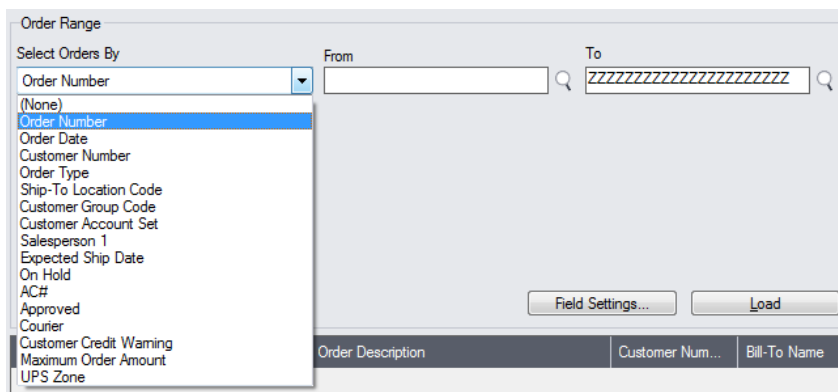 Order Range
Select Orders By
From
To
Order Number
ZZZZZZZZZZZZZZZZZZZZZZ
(None)
Order Number
Order Date
Customer Number
Order Type
Ship-To Location Code
Customer Group Code
Customer Account Set
Salesperson 1
Expected Ship Date
On Hold
AC#
Approved
Courier
Customer Credit Warning
Maximum Order Amount
UPS Zone
Field Settings...
Load
Order Description
Customer Num...
Bill-To Name